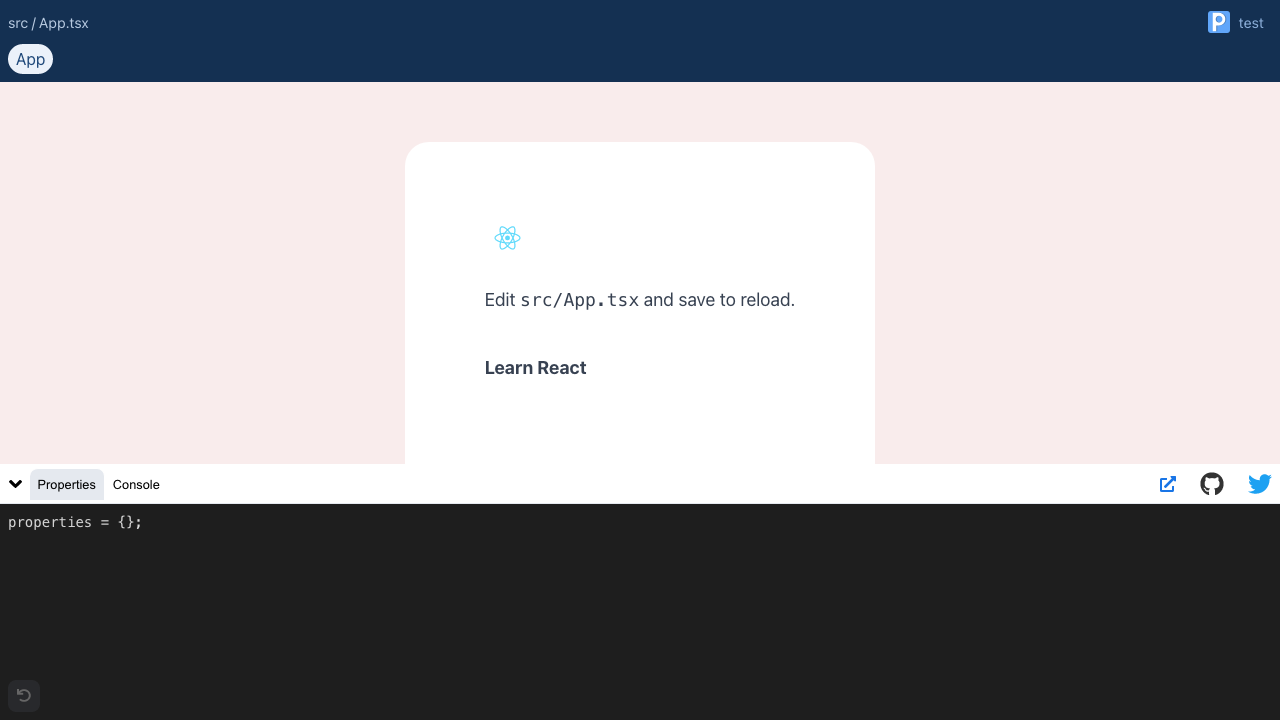 src / App.tsx
test
App
Edit src/App.tsx and save to reload.
Learn React
Properties
Console
properties = {};